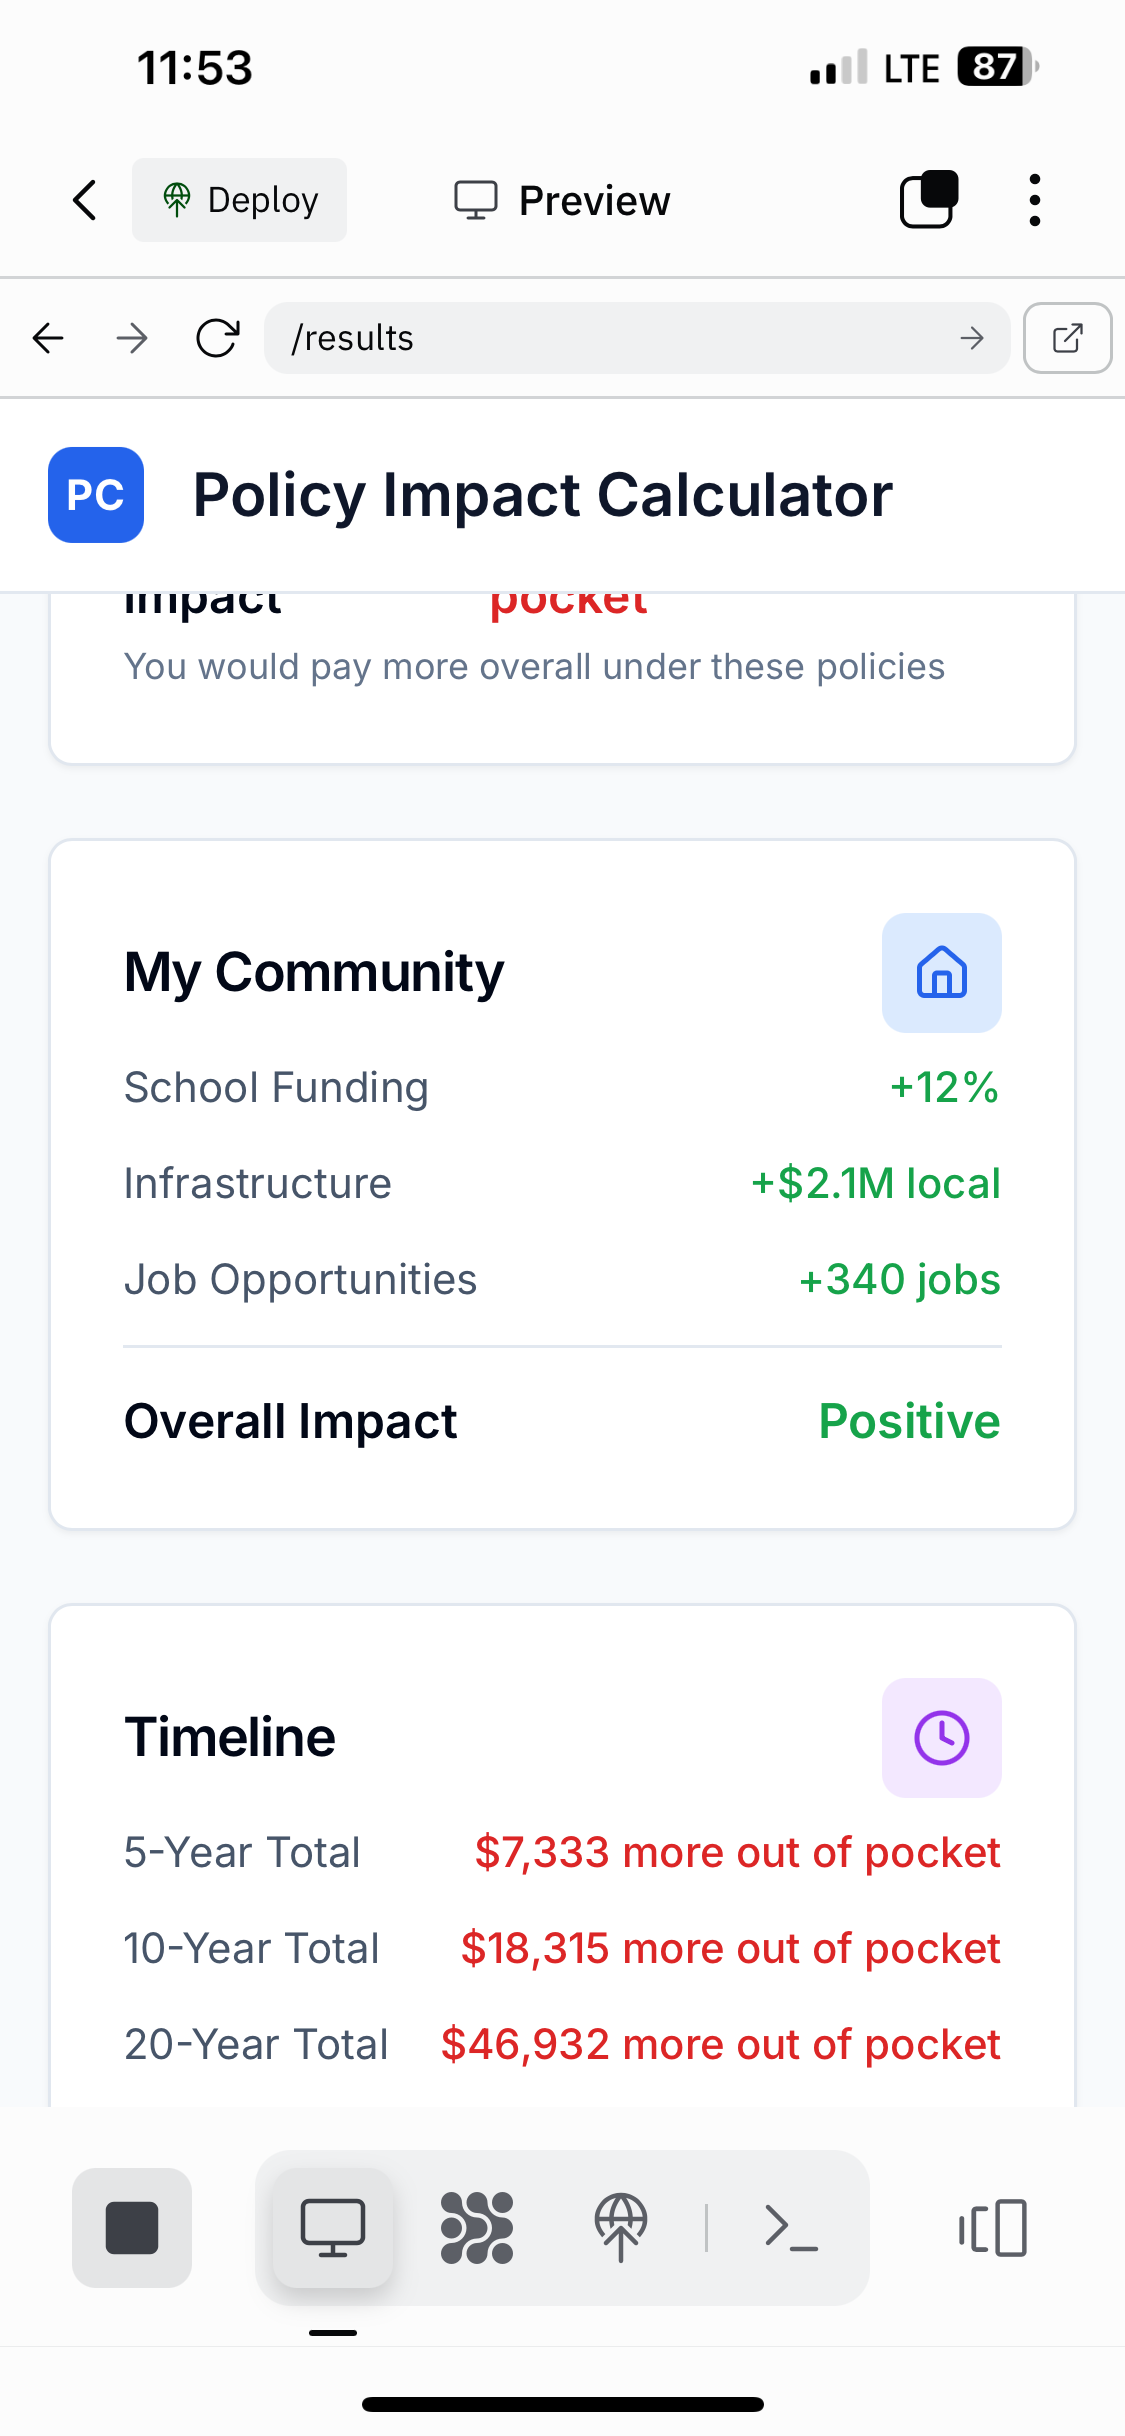 11:53
LTE 87
Deploy
Preview
/results
PC Policy Impact Calculator
Impact pocket
You would pay more overall under these policies
My Community
School Funding +12%
Infrastructure +$2.1M local
Job Opportunities +340 jobs
Overall Impact Positive
Timeline
5-Year Total $7,333 more out of pocket
10-Year Total $18,315 more out of pocket
20-Year Total $46,932 more out of pocket